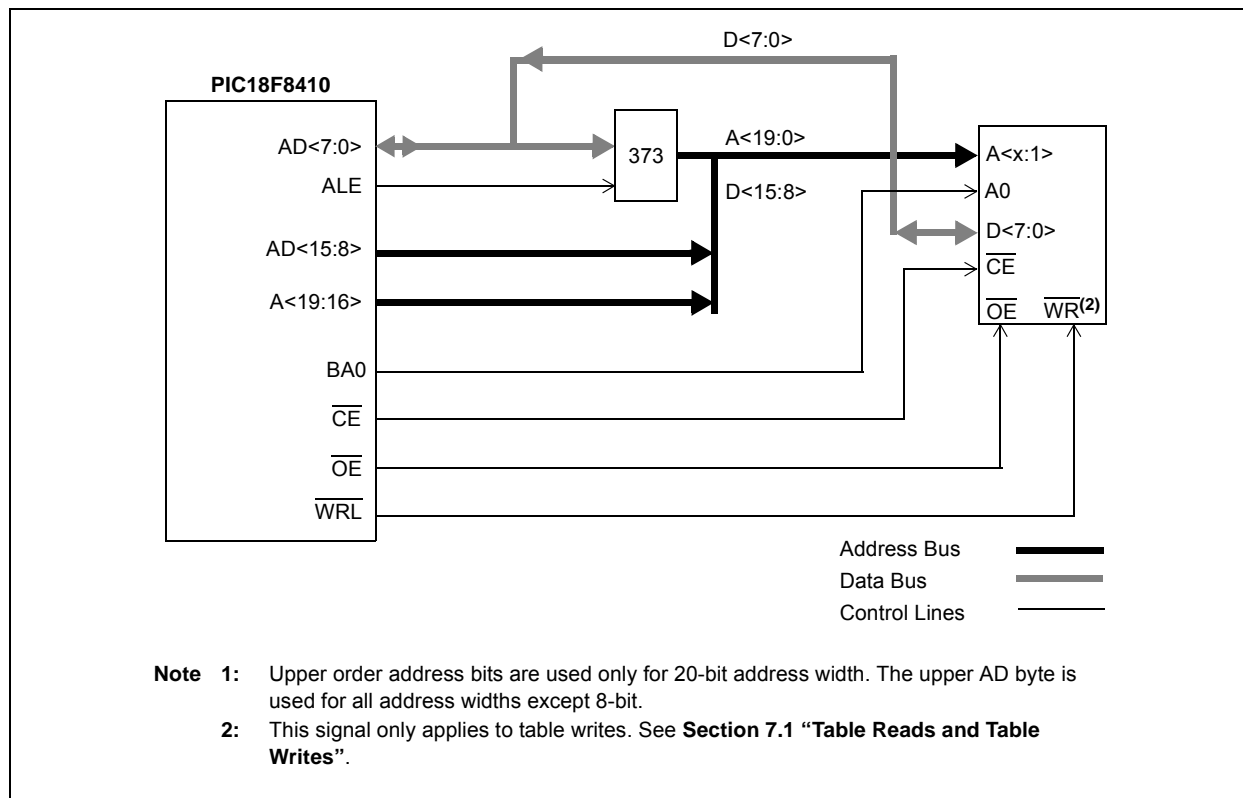 D<7:0>
PIC18F8410
AD<7:0>
373
A<19:0>
A<x:1>
ALE
D<15:8>
A0
D<7:0>
AD<15:8>
CE
A<19:16>
OE WR(2)
BA0
CE
OE
WRL
Address Bus
Data Bus
Control Lines
Note 1: Upper order address bits are used only for 20-bit address width. The upper AD byte is
used for all address widths except 8-bit.
2: This signal only applies to table writes. See Section 7.1 “Table Reads and Table
Writes”.